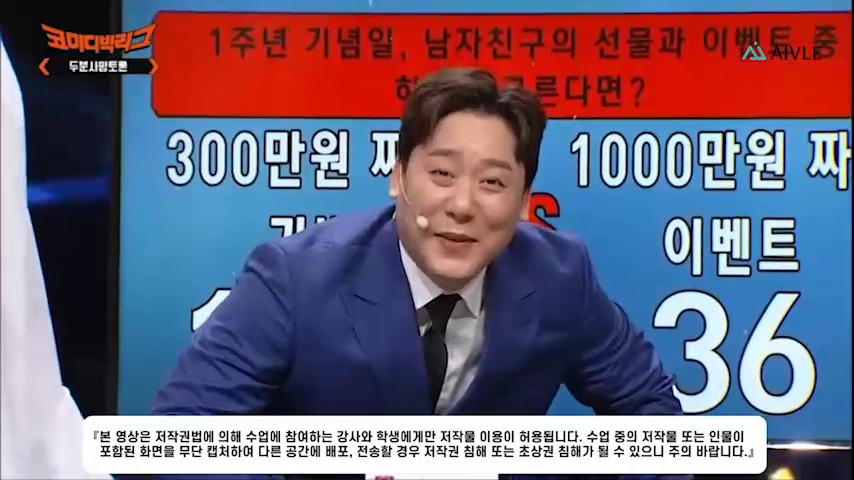 코미디빅리그
두분사망토론
AIVLE
1주년 기념일, 남자친구의 선물과 이벤트 중
른다면?
300만원
1000만원 짜
이벤트
36
『본 영상은 저작권법에 의해 수업에 참여하는 강사와 학생에게만 저작물 이용이 허용됩니다. 수업 중의 저작물 또는 인물이
포함된 화면을 무단 캡처하여 다른 공간에 배포, 전송할 경우 저작권 침해 또는 초상권 침해가 될 수 있으니 주의 바랍니다.』